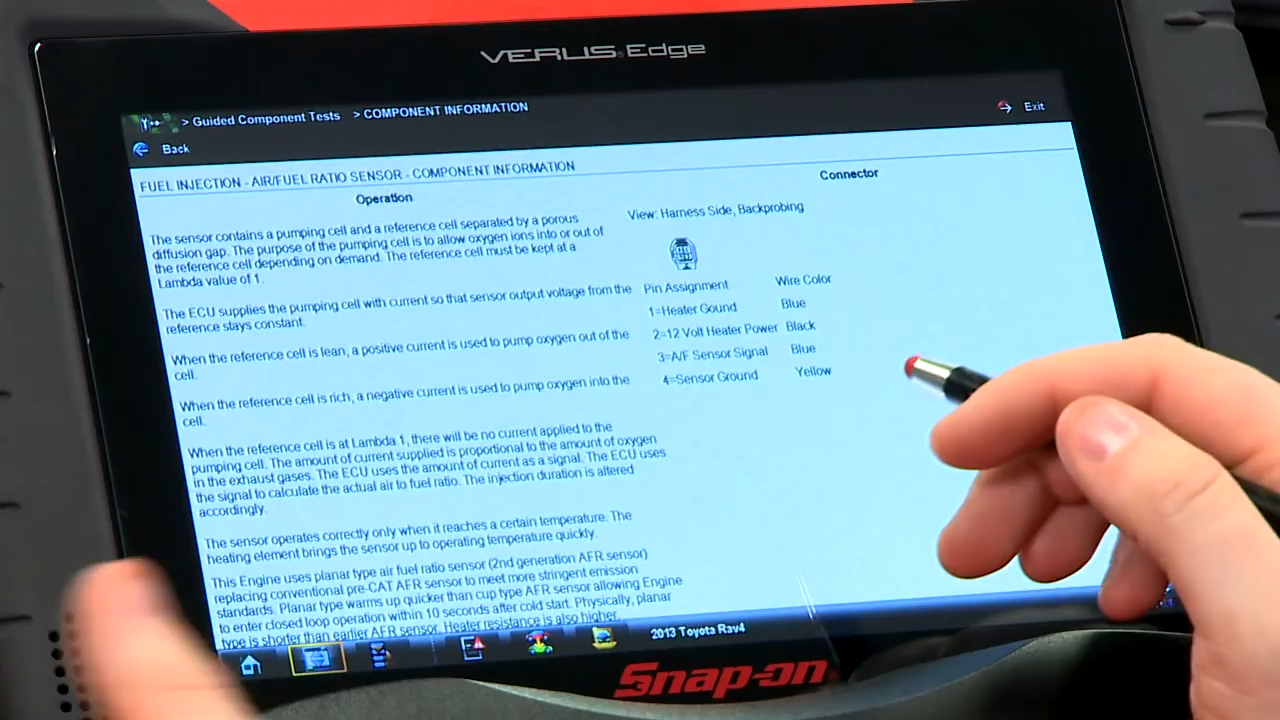 VERUS Edge
> Guided Component Tests > COMPONENT INFORMATION
Exit
Back
FUEL INJECTION - AIR/FUEL RATIO SENSOR - COMPONENT INFORMATION
Operation
The sensor contains a pumping cell and a reference cell separated by a porous
diffusion gap. The purpose of the pumping cell is to allow oxygen ions into or out of
the reference cell depending on demand. The reference cell must be kept at a
Lambda value of 1.
The ECU supplies the pumping cell with current so that sensor output voltage from the
reference stays constant.
When the reference cell is lean, a positive current is used to pump oxygen out of the
cell.
When the reference cell is rich, a negative current is used to pump oxygen into the
cell.
When the reference cell is at Lambda 1, there will be no current applied to the
pumping cell. The amount of current supplied is proportional to the amount of oxygen
in the exhaust gases. The ECU uses the amount of current as a signal. The ECU uses
the signal to calculate the actual air to fuel ratio. The injection duration is altered
accordingly.
The sensor operates correctly only when it reaches a certain temperature. The
heating element brings the sensor up to operating temperature quickly.
This Engine uses planar type air fuel ratio sensor (2nd generation AFR sensor)
replacing conventional pre-CAT AFR sensor to meet more stringent emission
standards. Planar type warms up quicker than cup type AFR sensor allowing Engine
to enter closed loop operation within 10 seconds after cold start. Physically, planar
type is shorter than earlier AFR sensor. Heater resistance is also higher.
Connector
View: Harness Side, Backprobing
Pin Assignment Wire Color
1=Heater Gound Blue
2=12 Volt Heater Power Black
3=A/F Sensor Signal Blue
4=Sensor Ground Yellow
2013 Toyota Rav4
Snap-on